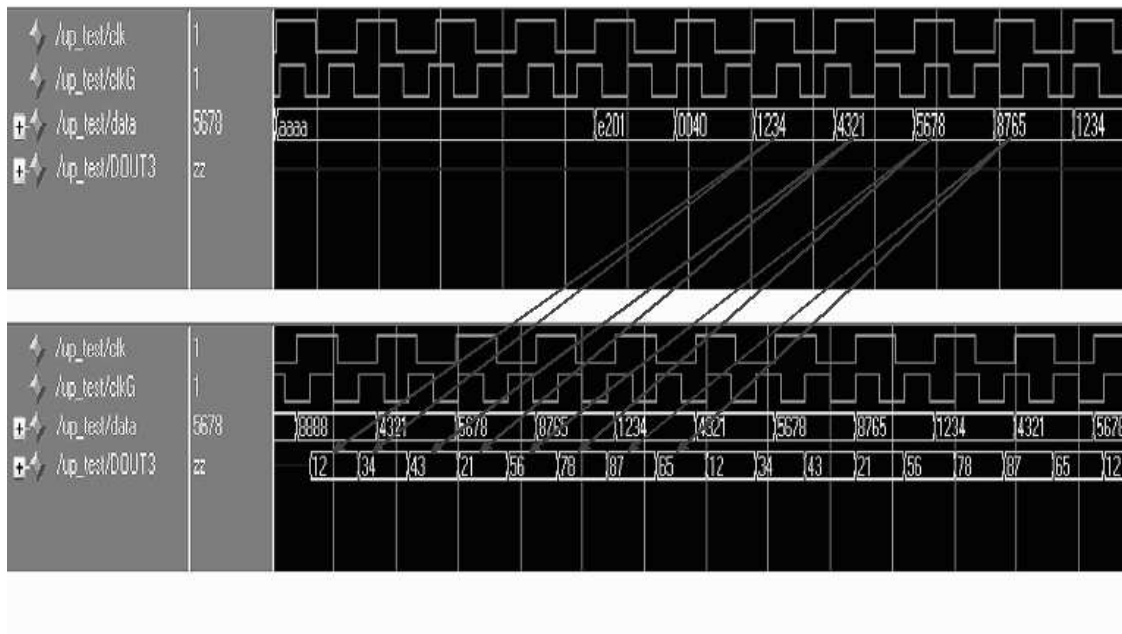 /up_test/clk 1
/up_test/clkG 1
/up_test/data 5678 aaaa e201 0040 1234 4321 5678 8765 1234
/up_test/DOUT3 zz
/up_test/clk 1
/up_test/clkG 1
/up_test/data 5678 8888 4321 5678 8765 1234 4321 5678 8765 1234 4321 5678
/up_test/DOUT3 zz 12 34 43 21 56 78 87 65 12 34 43 21 56 78 87 65 12